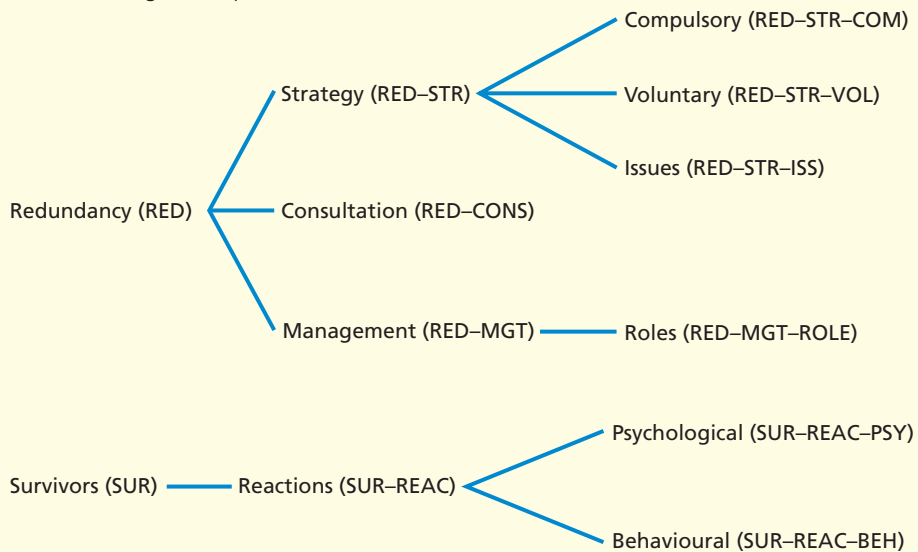 Compulsory (RED–STR–COM)
Strategy (RED–STR)
Voluntary (RED–STR–VOL)
Issues (RED–STR–ISS)
Redundancy (RED)
Consultation (RED–CONS)
Management (RED–MGT)
Roles (RED–MGT–ROLE)
Psychological (SUR–REAC–PSY)
Survivors (SUR)
Reactions (SUR–REAC)
Behavioural (SUR–REAC–BEH)